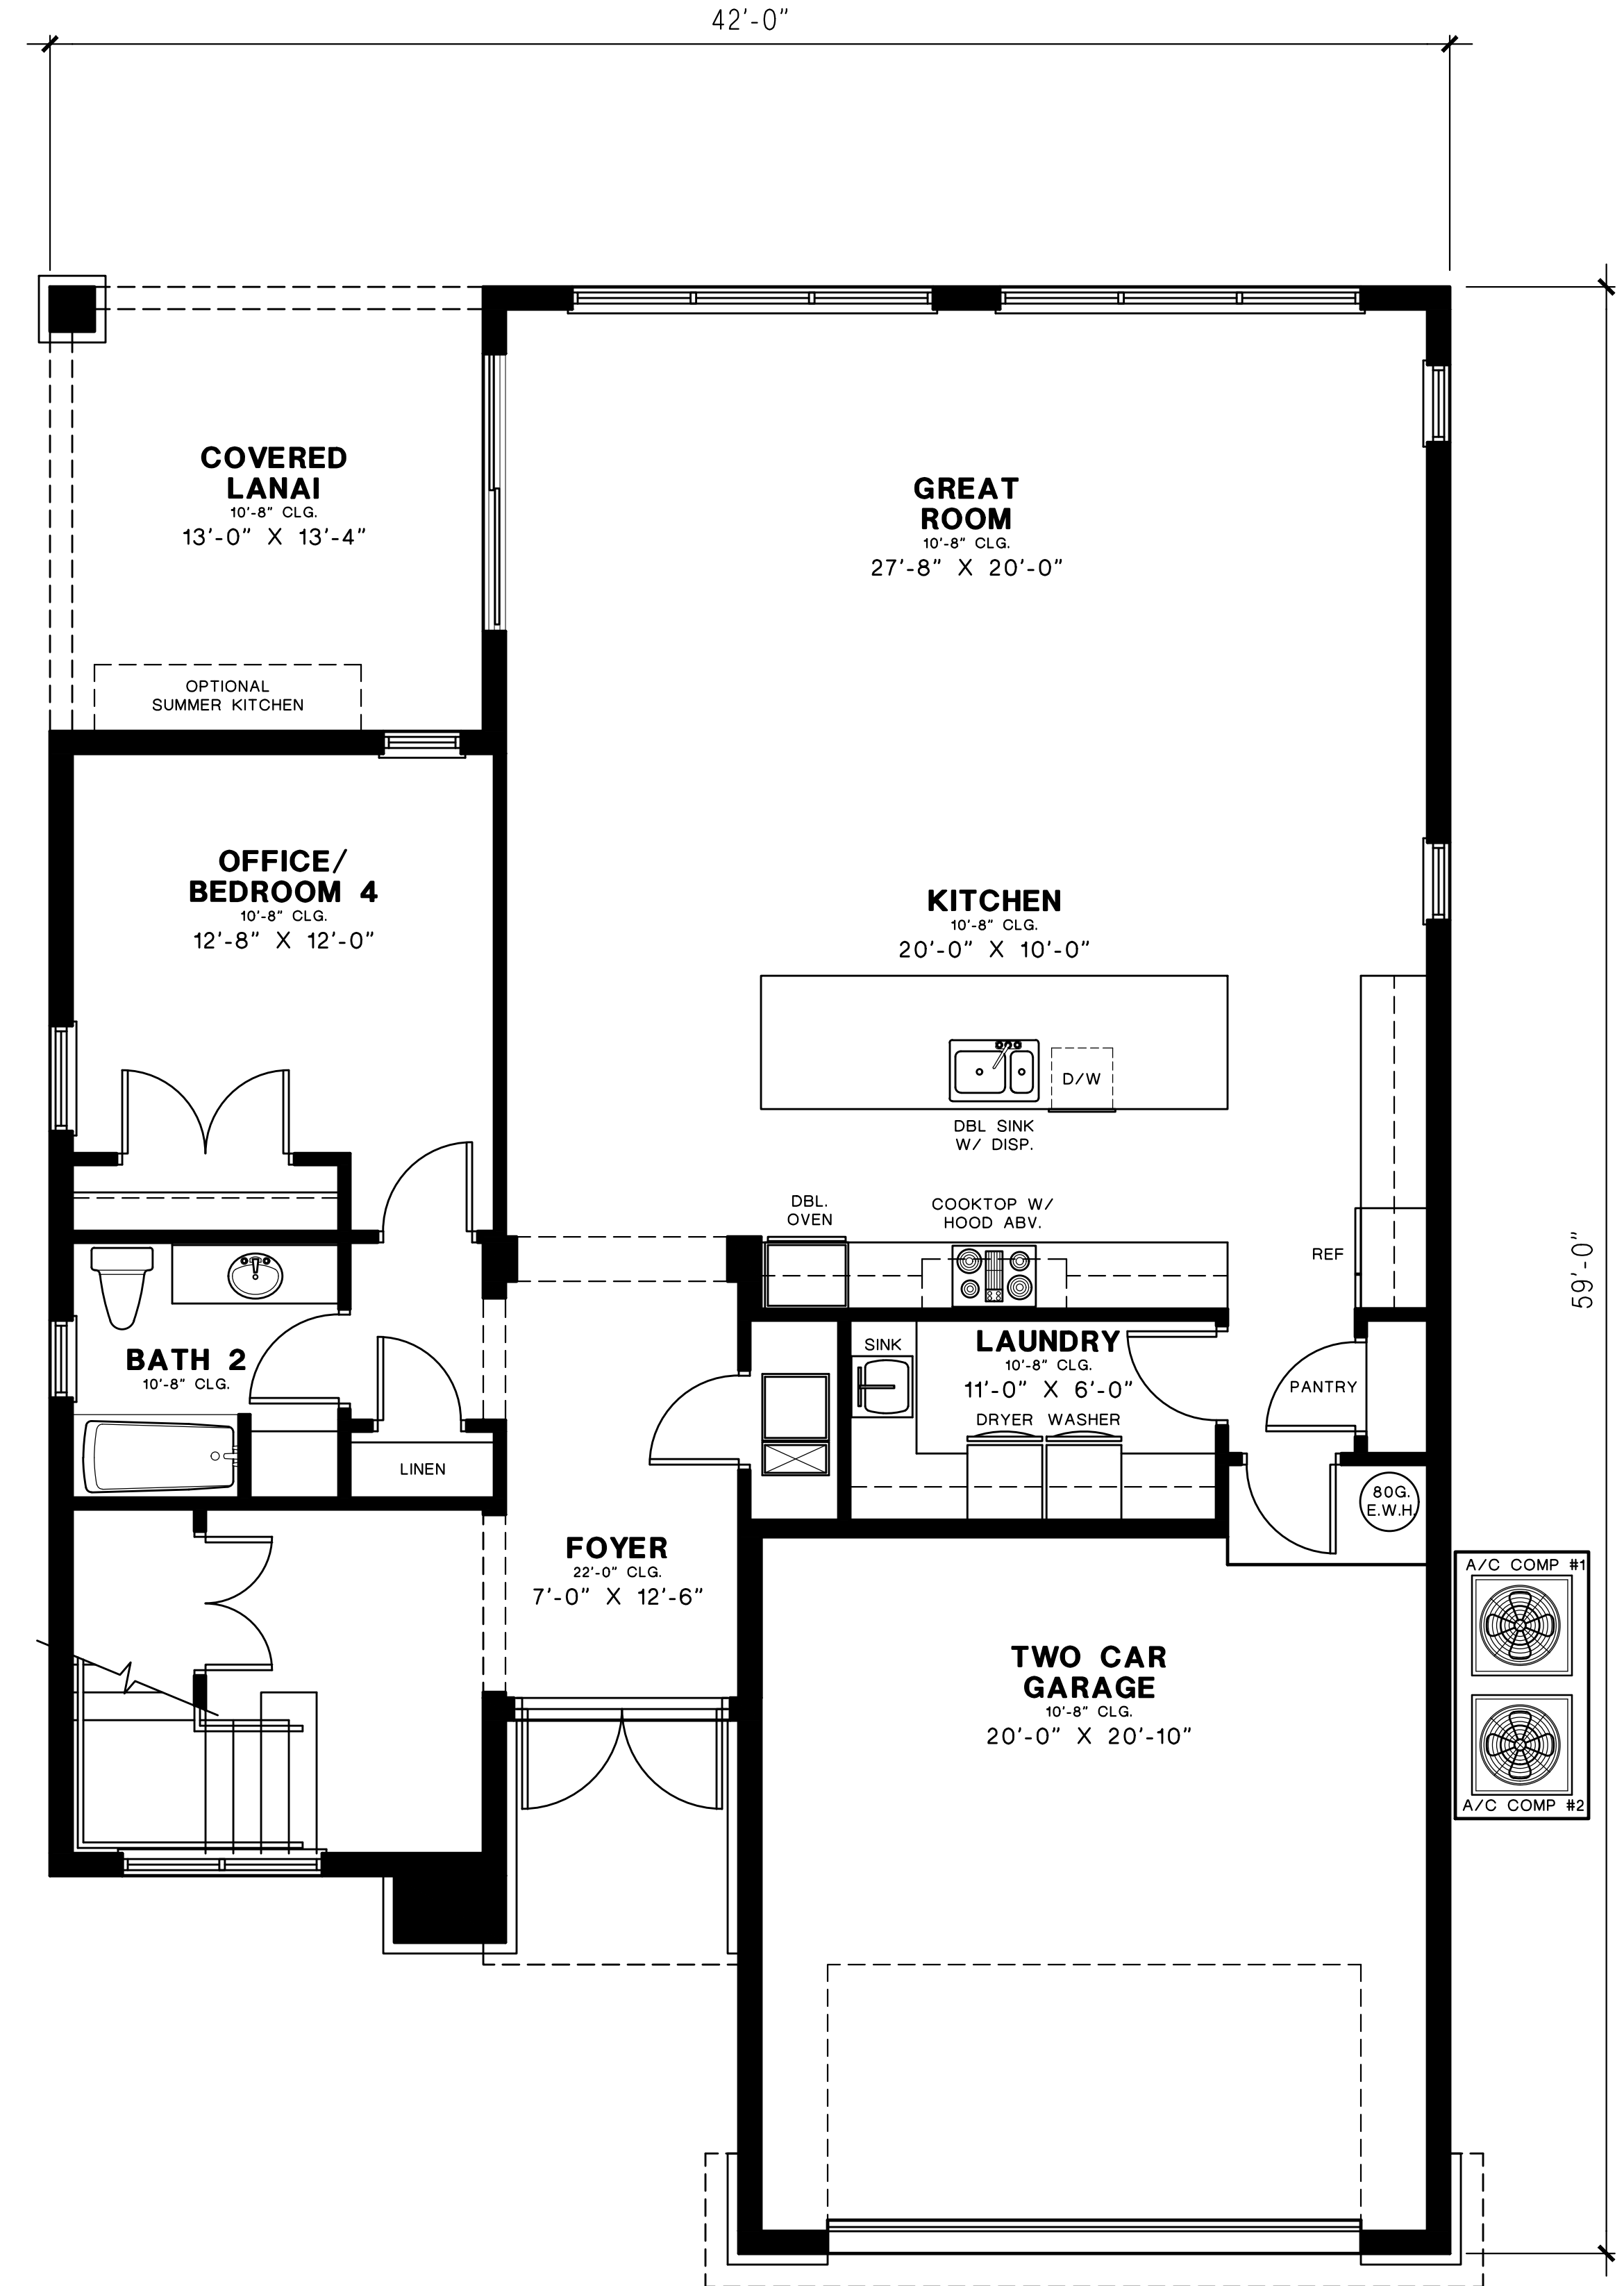 42'-0"
COVERED
LANAI
10'-8" CLG.
13'-0" X 13'-4"
GREAT
ROOM
10'-8" CLG.
27'-8" X 20'-0"
OPTIONAL
SUMMER KITCHEN
OFFICE/
BEDROOM 4
10'-8" CLG.
12'-8" X 12'-0"
KITCHEN
10'-8" CLG.
20'-0" X 10'-0"
D/W
DBL SINK
W/ DISP.
DBL.
OVEN
COOKTOP W/
HOOD ABV.
REF
59'-0"
BATH 2
10'-8" CLG.
SINK
LAUNDRY
10'-8" CLG.
11'-0" X 6'-0"
DRYER WASHER
PANTRY
LINEN
80G.
E.W.H.
FOYER
22'-0" CLG.
7'-0" X 12'-6"
A/C COMP #1
TWO CAR
GARAGE
10'-8" CLG.
20'-0" X 20'-10"
A/C COMP #2